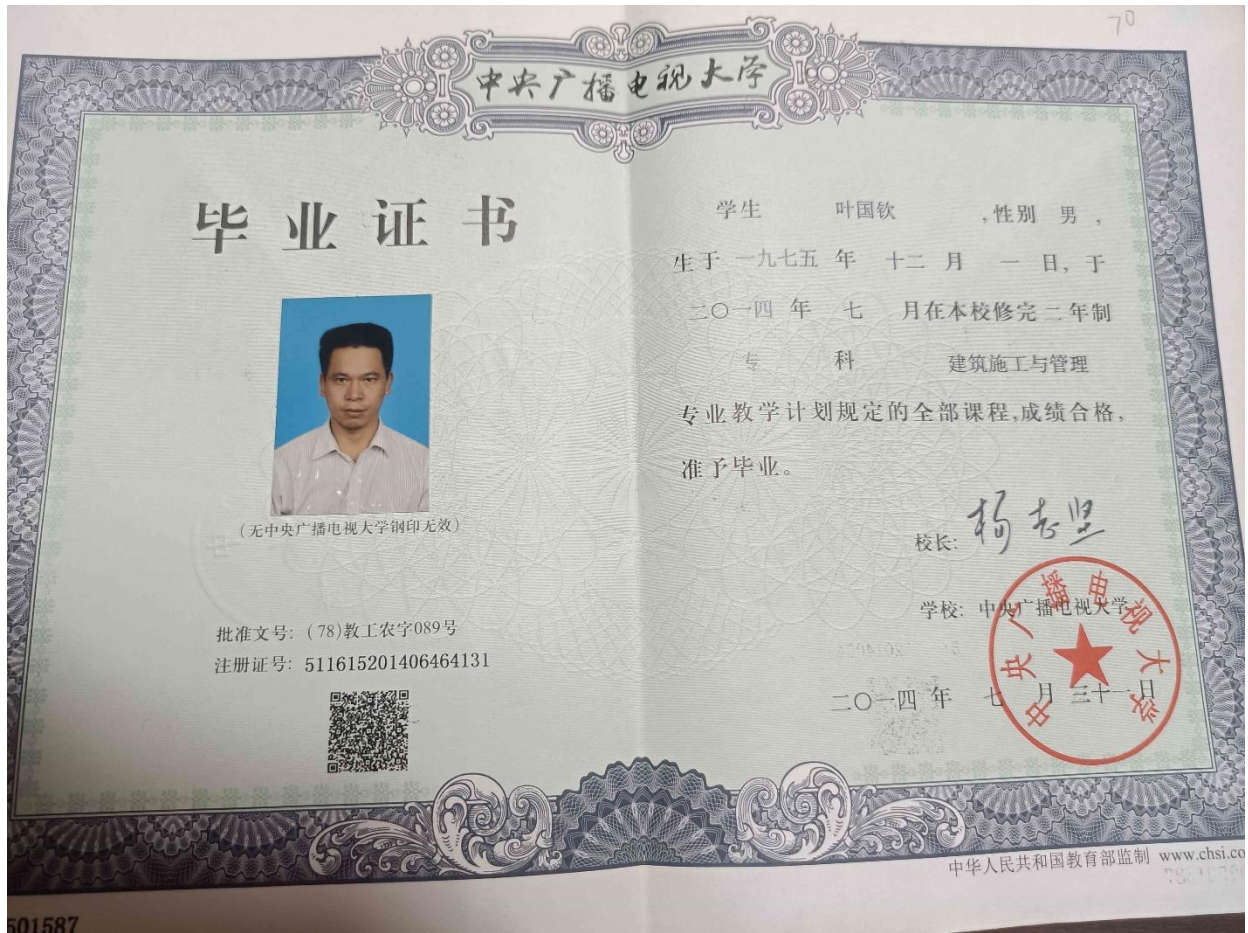 70
中央广播电视大学
毕业证书
(无中央广播电视大学钢印无效)
批准文号: (78)教工农字089号
注册证号: 511615201406464131
学生 叶国钦 ,性别 男 ,
生于 一九七五 年 十二 月 一 日, 于
二〇一四 年 七 月在本校修完 二 年制
专 科 建筑施工与管理
专业教学计划规定的全部课程,成绩合格,
准予毕业。
校长: 杨志坚
学校: 中央广播电视大学
二〇一四 年 七 月 三十一 日
中央广播电视大学
中华人民共和国教育部监制 www.chsi.co
501587